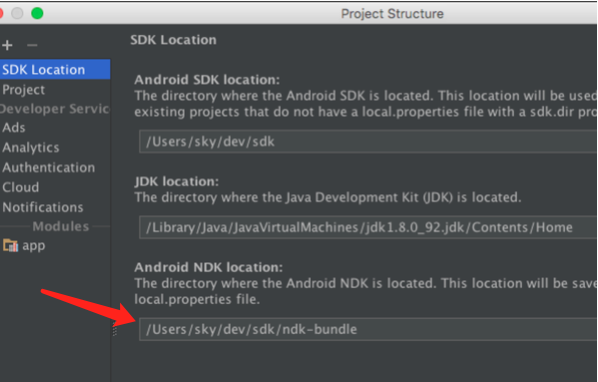 Project Structure
+ −
SDK Location
Project
Developer Servic
Ads
Analytics
Authentication
Cloud
Notifications
Modules
app
SDK Location
Android SDK location:
The directory where the Android SDK is located. This location will be used
existing projects that do not have a local.properties file with a sdk.dir pro
/Users/sky/dev/sdk
JDK location:
The directory where the Java Development Kit (JDK) is located.
/Library/Java/JavaVirtualMachines/jdk1.8.0_92.jdk/Contents/Home
Android NDK location:
The directory where the Android NDK is located. This location will be save
local.properties file.
/Users/sky/dev/sdk/ndk-bundle